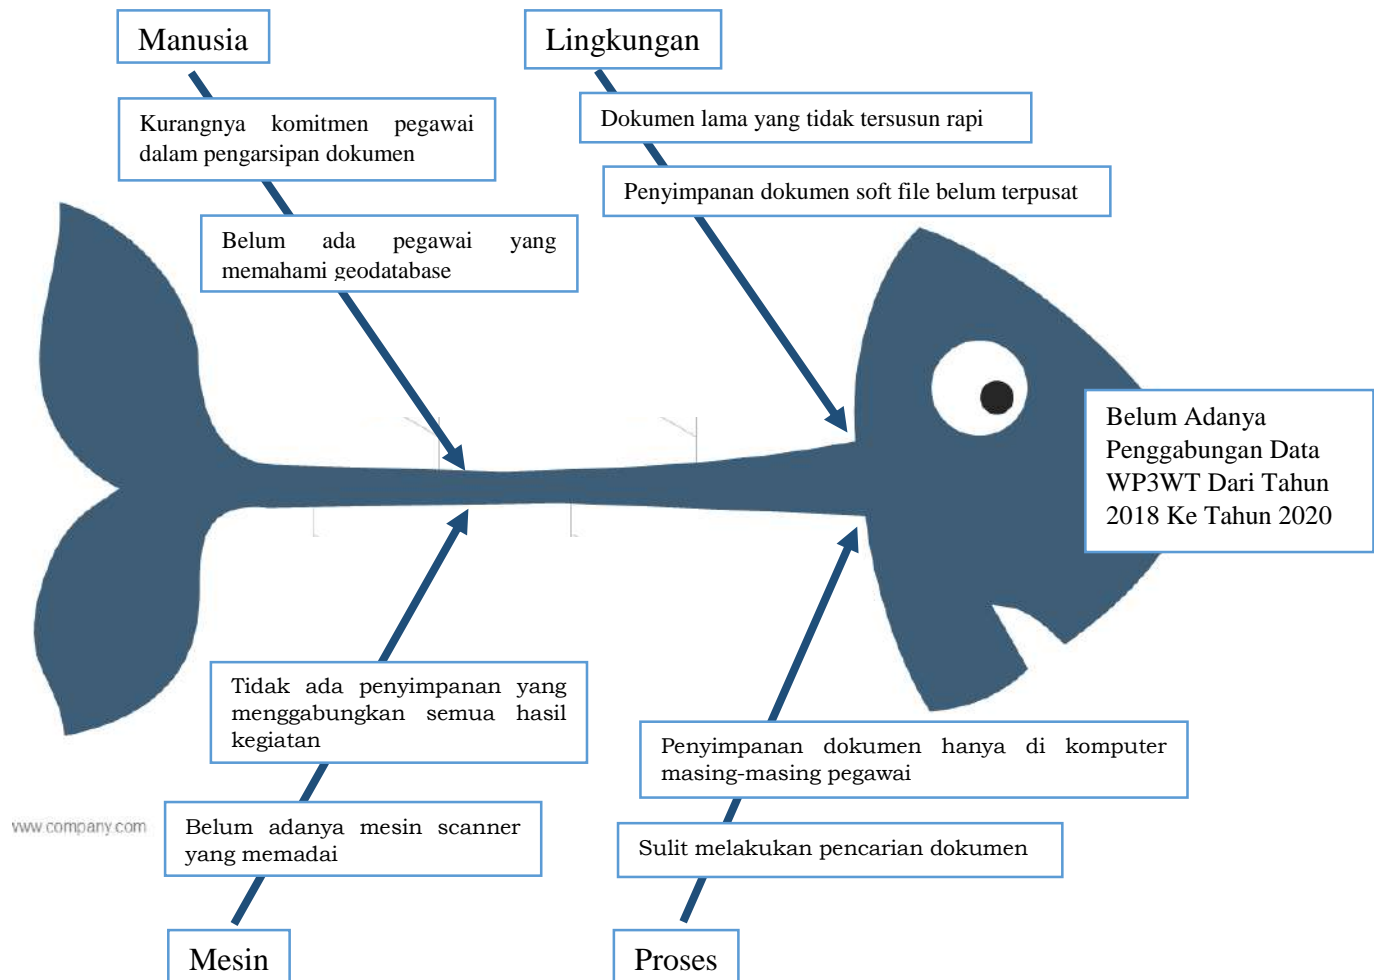 Manusia
Lingkungan
Kurangnya komitmen pegawai
dalam pengarsipan dokumen
Dokumen lama yang tidak tersusun rapi
Penyimpanan dokumen soft file belum terpusat
Belum ada pegawai yang
memahami geodatabase
Belum Adanya
Penggabungan Data
WP3WT Dari Tahun
2018 Ke Tahun 2020
Tidak ada penyimpanan yang
menggabungkan semua hasil
kegiatan
Penyimpanan dokumen hanya di komputer
masing-masing pegawai
www.company.com
Belum adanya mesin scanner
yang memadai
Sulit melakukan pencarian dokumen
Mesin
Proses